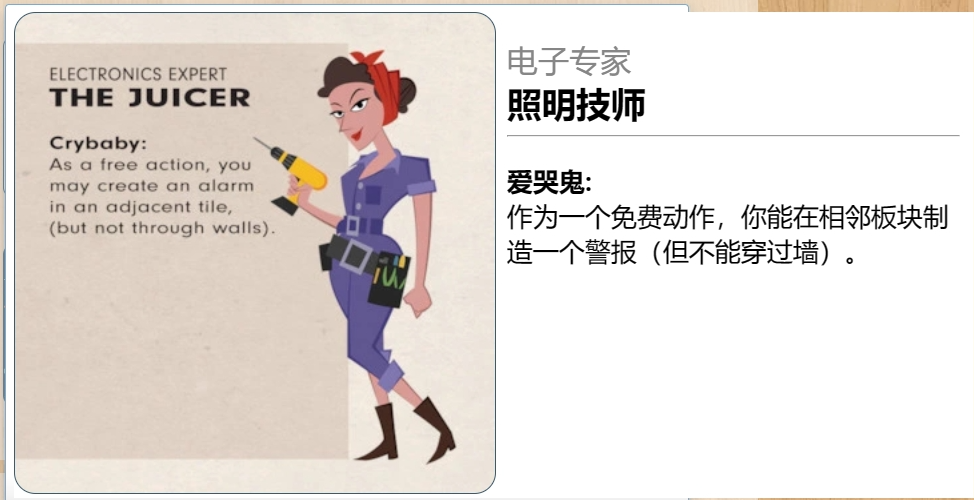 ELECTRONICS EXPERT
THE JUICER
Crybaby:
As a free action, you
may create an alarm
in an adjacent tile,
(but not through walls).
电子专家
照明技师
爱哭鬼:
作为一个免费动作，你能在相邻板块制
造一个警报（但不能穿过墙）。